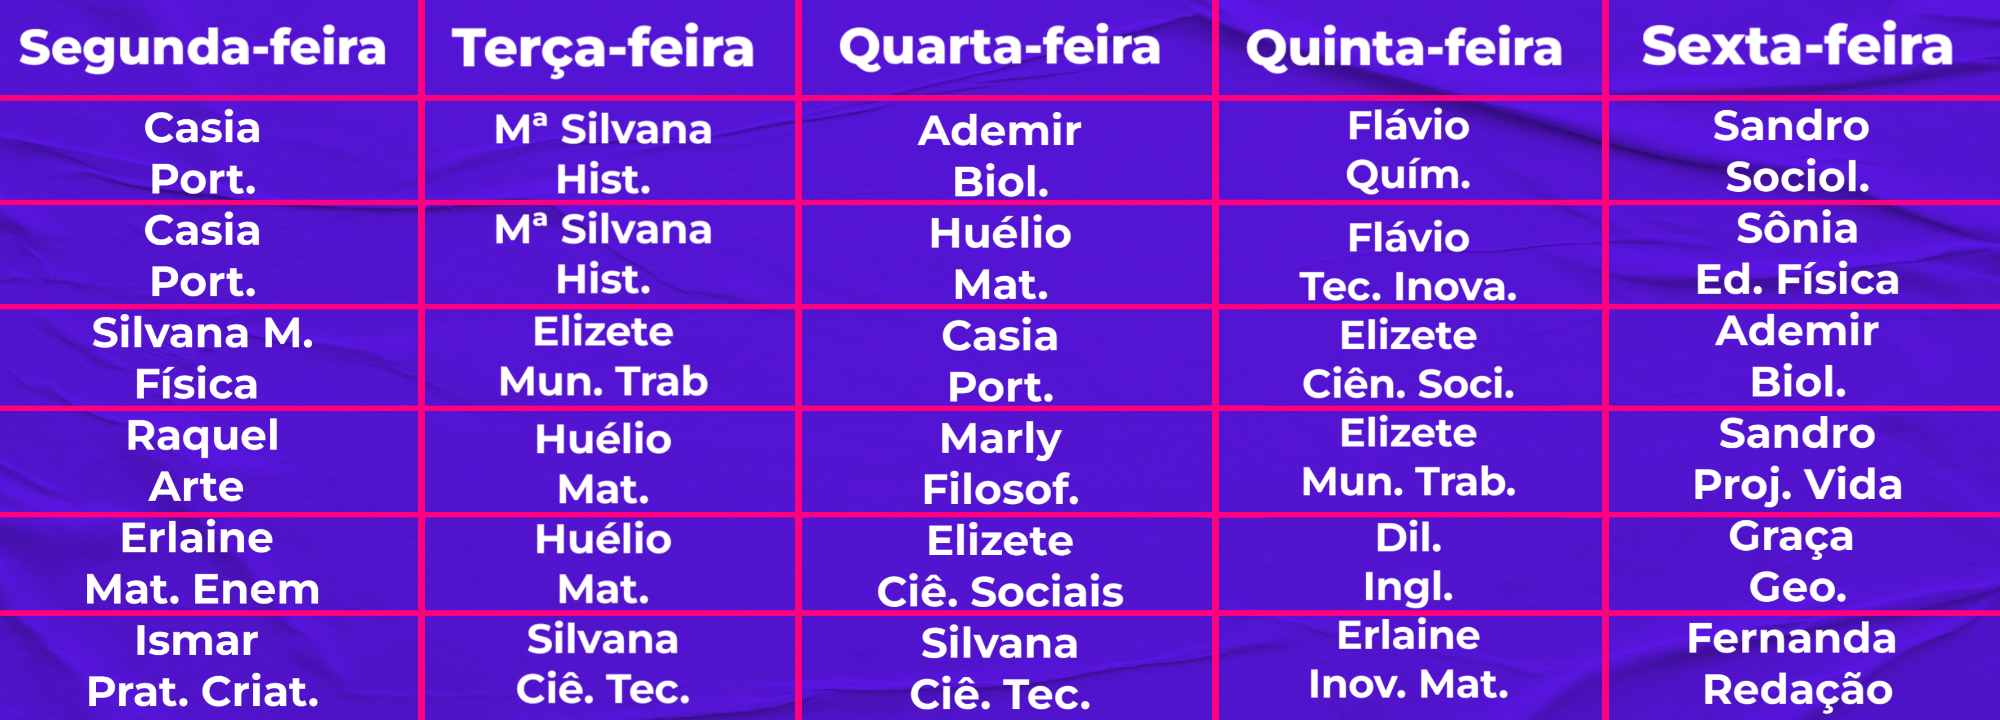 Segunda-feira Terça-feira Quarta-feira Quinta-feira Sexta-feira
Casia Mª Silvana Ademir Flávio Sandro
Port. Hist. Biol. Quím. Sociol.
Casia Mª Silvana Huélio Flávio Sônia
Port. Hist. Mat. Tec. Inova. Ed. Física
Silvana M. Elizete Casia Elizete Ademir
Física Mun. Trab Port. Ciên. Soci. Biol.
Raquel Huélio Marly Elizete Sandro
Arte Mat. Filosof. Mun. Trab. Proj. Vida
Erlaine Huélio Elizete Dil. Graça
Mat. Enem Mat. Ciê. Sociais Ingl. Geo.
Ismar Silvana Silvana Erlaine Fernanda
Prat. Criat. Ciê. Tec. Ciê. Tec. Inov. Mat. Redação